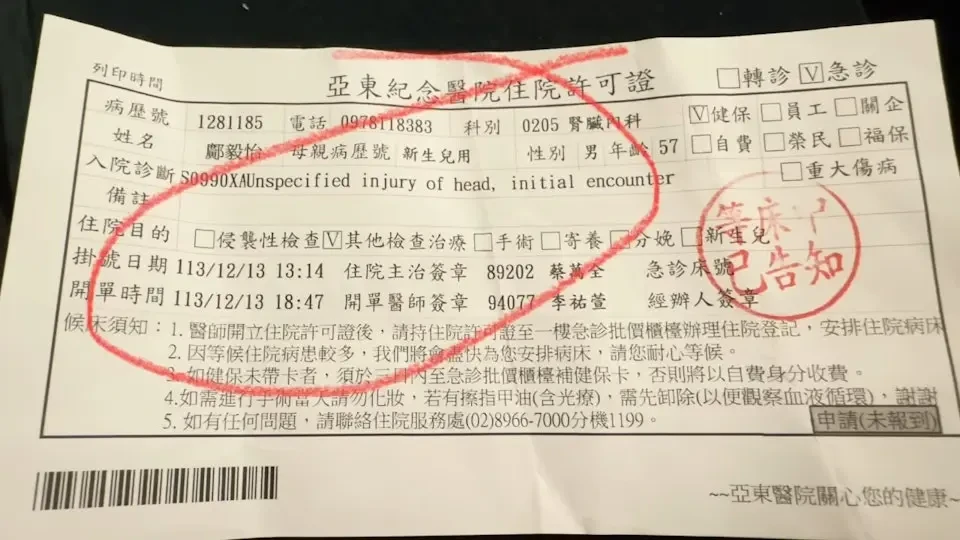 亞東紀念醫院住院許可證
列印時間
□轉診 ☑急診
病歷號 1281185 電話 0978118383 科別 0205 腎臟內科 ☑健保 □員工 □關企
姓名 鄺毅怡 母親病歷號 新生兒用 性別 男 年齡 57 □自費 □榮民 □福保
入院診斷 S0990XAUnspecified injury of head, initial encounter □重大傷病
備註
住院目的 □侵襲性檢查☑其他檢查治療 □手術 □寄養 □分娩 □新生兒
掛號日期 113/12/13 13:14 住院主治簽章 89202 蔡萬全 急診床號
開單時間 113/12/13 18:47 開單醫師簽章 94077 李祐萱 經辦人簽章
等床
已告知
候床須知：1. 醫師開立住院許可證後，請持住院許可證至一樓急診批價櫃檯辦理住院登記，安排住院病床
2. 因等候住院病患較多，我們將會盡快為您安排病床，請您耐心等候。
3. 如健保未帶卡者，須於三日內至急診批價櫃檯補健保卡，否則將以自費身分收費。
4.如需進行手術當天請勿化妝，若有擦指甲油(含光療)，需先卸除(以便觀察血液循環)，謝謝
5. 如有任何問題，請聯絡住院服務處(02)8966-7000分機1199。
申請(未報到)
~~亞東醫院關心您的健康~